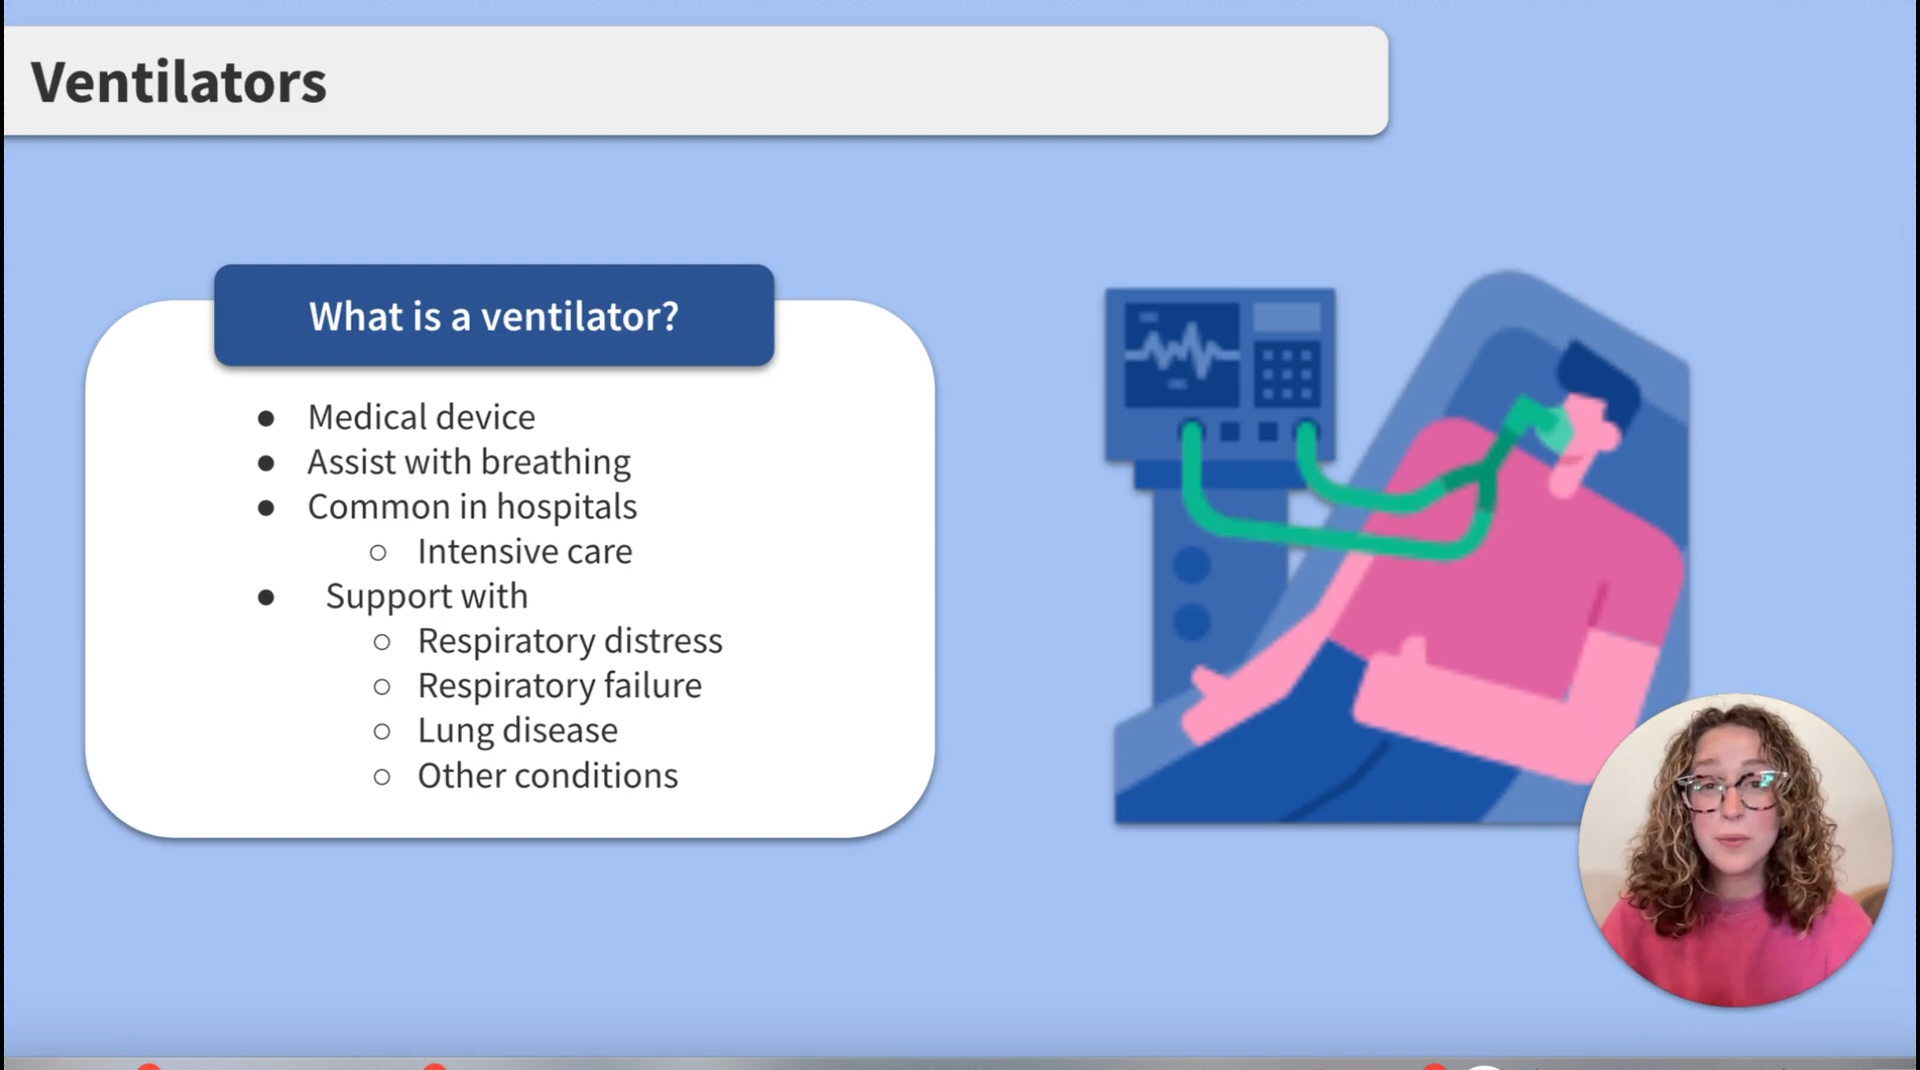 Ventilators
What is a ventilator?
● Medical device
● Assist with breathing
● Common in hospitals
○ Intensive care
● Support with
○ Respiratory distress
○ Respiratory failure
○ Lung disease
○ Other conditions